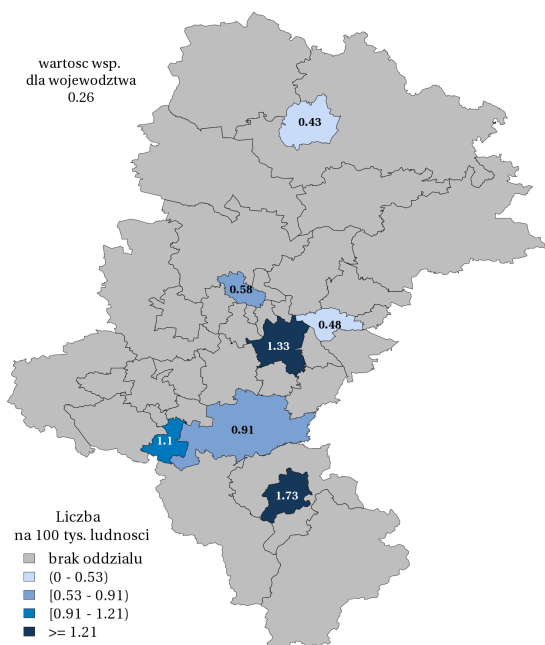 wartosc wsp.
dla wojewodztwa
0.26
0.43
0.58
0.48
1.33
0.91
1.1
1.73
Liczba
na 100 tys. ludnosci
brak oddzialu
(0 - 0.53)
[0.53 - 0.91)
[0.91 - 1.21)
>= 1.21